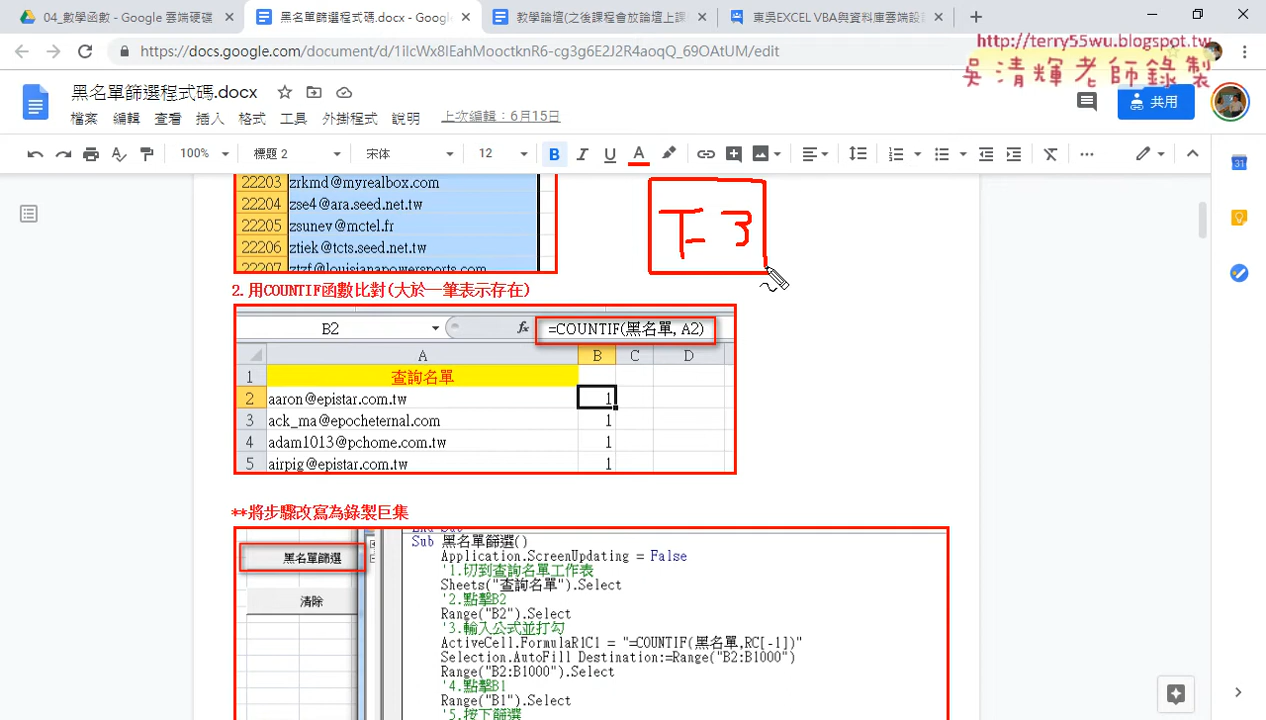 04_數學函數 - Google 雲端硬碟
黑名單篩選程式碼.docx - Google
教學論壇(之後課程會放論壇上課
東吳EXCEL VBA與資料庫雲端設
https://docs.google.com/document/d/1ilcWx8lEahMooctknR6-cg3g6E2J2R4aoqQ_69OAtUM/edit
http://terry55wu.blogspot.tw
吳清輝老師錄製
黑名單篩選程式碼.docx
共用
檔案 編輯 查看 插入 格式 工具 外掛程式 說明 上次編輯：6月15日
100% 標題 2 宋体 12 B I U A
31
22203 zrkmd@myrealbox.com
22204 zse4@ara.seed.net.tw
22205 zsunev@mctel.fr
22206 ztiek@tcts.seed.net.tw
22207 ztzf@louisianapowersports.com
2.用COUNTIF函數比對(大於一筆表示存在)
B2 fx =COUNTIF(黑名單, A2)
A B C D
1 查詢名單
2 aaron@epistar.com.tw 1
3 ack_ma@epocheternal.com 1
4 adam1013@pchome.com.tw 1
5 airpig@epistar.com.tw 1
**將步驟改寫為錄製巨集
End Sub
黑名單篩選
清除
Sub 黑名單篩選()
Application.ScreenUpdating = False
'1.切到查詢名單工作表
Sheets("查詢名單").Select
'2.點擊B2
Range("B2").Select
'3.輸入公式並打勾
ActiveCell.FormulaR1C1 = "=COUNTIF(黑名單,RC[-1])"
Selection.AutoFill Destination:=Range("B2:B1000")
Range("B2:B1000").Select
'4.點擊B1
Range("B1").Select
'5.按下篩選